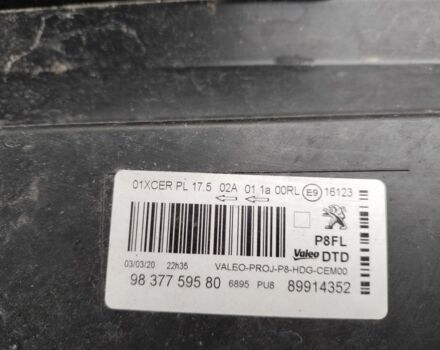 01XCER PL 17.5 02A 01 1a 00RL E9 16123
P8FL
Valeo DTD
03/03/20 22h35 VALEO-PROJ-P8-HDG-CEM00
98 377 595 80 6895 PU8 89914352